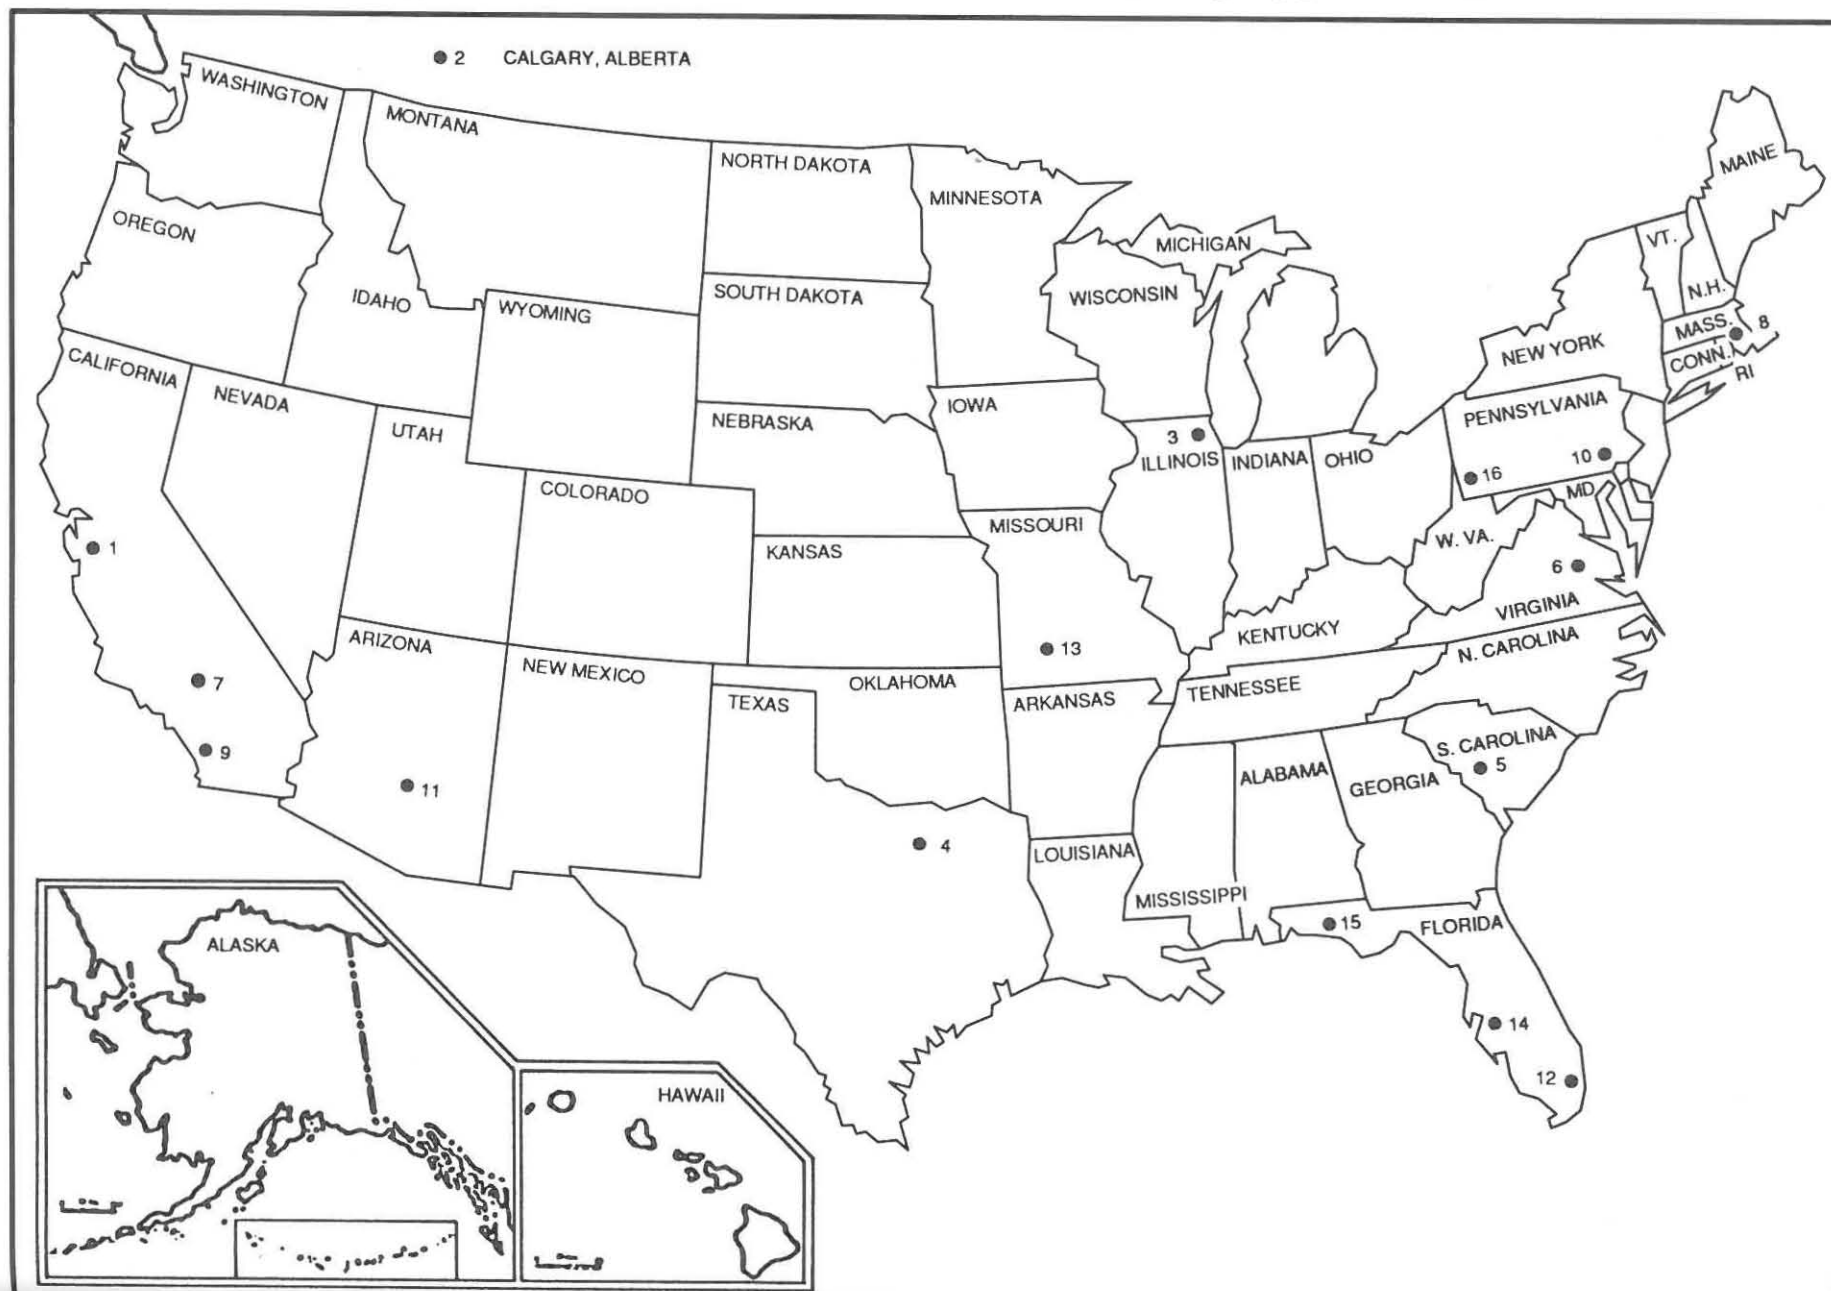 2 CALGARY, ALBERTA
WASHINGTON
MONTANA
NORTH DAKOTA
MINNESOTA
MAINE
OREGON
MICHIGAN
VT.
IDAHO
WYOMING
SOUTH DAKOTA
WISCONSIN
N.H.
MASS. 8
NEW YORK
CONN.
RI
CALIFORNIA
NEVADA
UTAH
NEBRASKA
IOWA
PENNSYLVANIA
3
ILLINOIS
INDIANA
OHIO
10
16
MD
COLORADO
MISSOURI
W. VA.
1
KANSAS
6
VIRGINIA
ARIZONA
13
KENTUCKY
N. CAROLINA
NEW MEXICO
7
OKLAHOMA
TEXAS
ARKANSAS
TENNESSEE
9
S. CAROLINA
5
11
ALABAMA
GEORGIA
4
LOUISIANA
MISSISSIPPI
15
FLORIDA
ALASKA
14
12
HAWAII